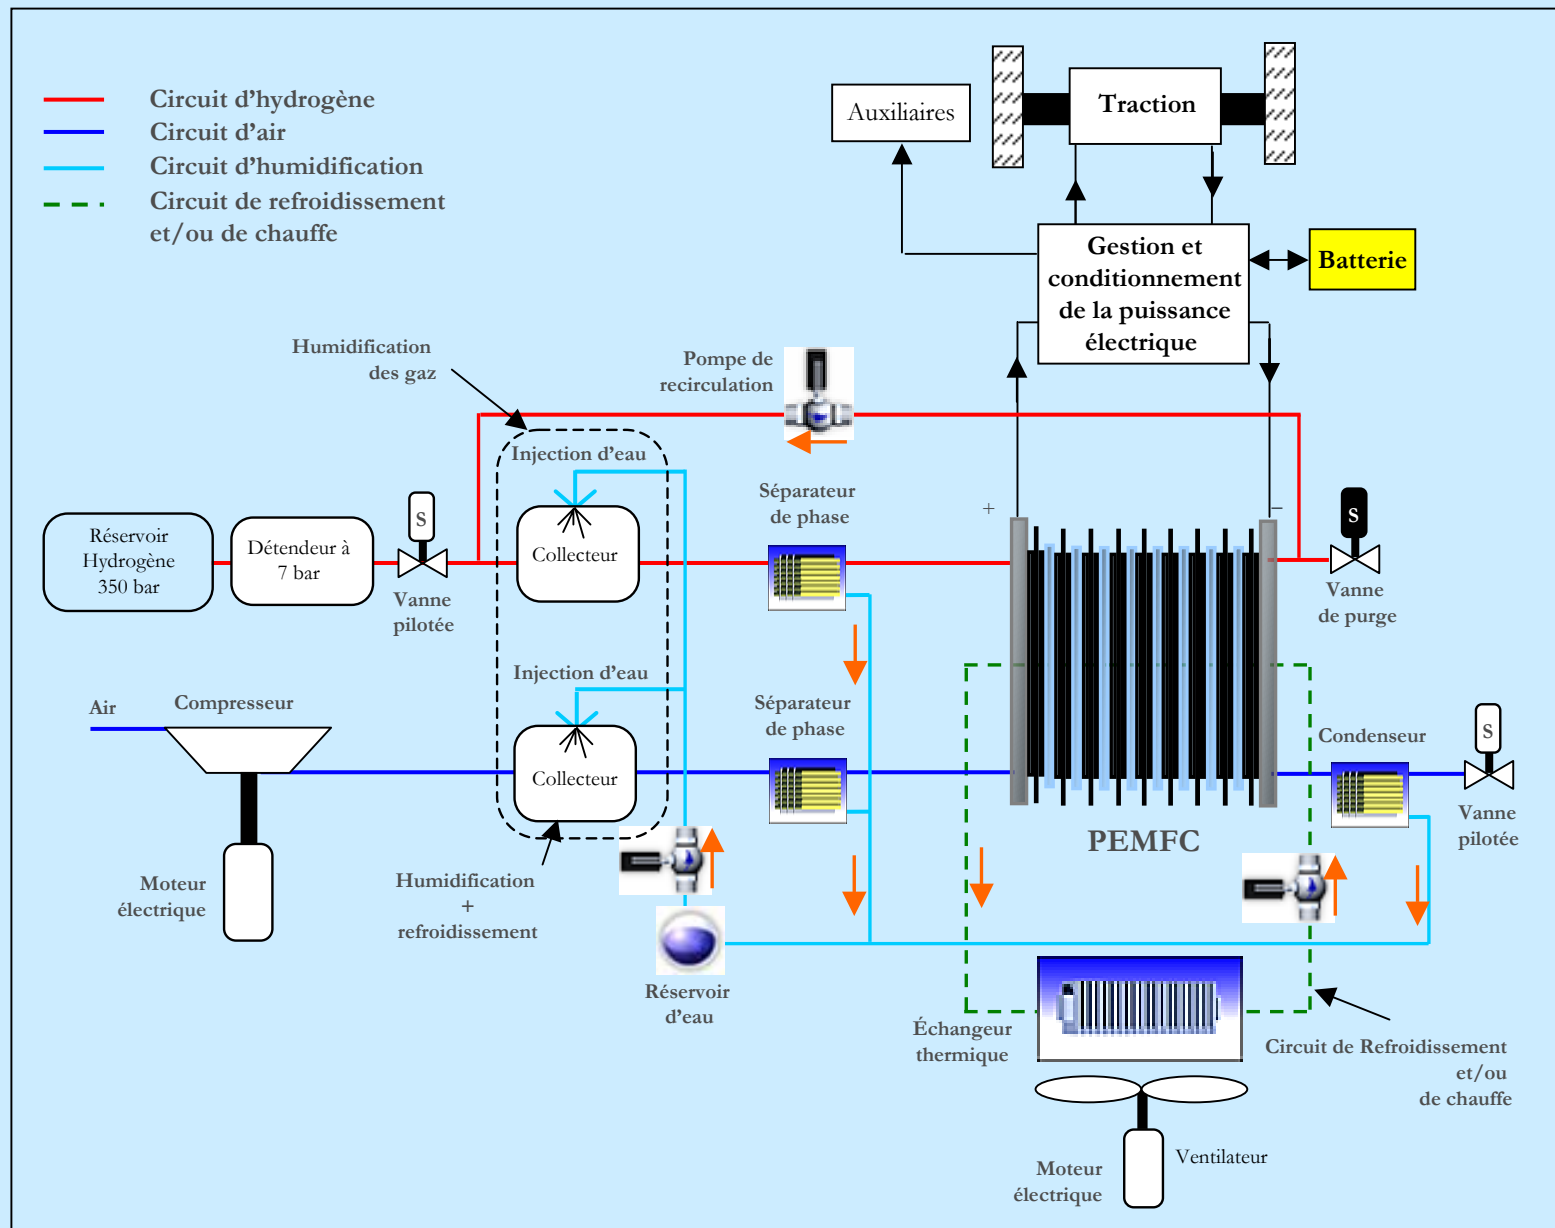 Circuit d'hydrogène
Circuit d'air
Circuit d'humidification
Circuit de refroidissement
et/ou de chauffe
Auxiliaires
Traction
Gestion et
conditionnement
de la puissance
électrique
Batterie
Humidification
des gaz
Pompe de
recirculation
Injection d'eau
Séparateur
de phase
+
–
S
S
Réservoir
Hydrogène
350 bar
Détendeur à
7 bar
Collecteur
Vanne
pilotée
Vanne
de purge
Injection d'eau
Air
Compresseur
Séparateur
de phase
Condenseur
S
Collecteur
Vanne
pilotée
PEMFC
Moteur
électrique
Humidification
+
refroidissement
Réservoir
d'eau
Échangeur
thermique
Circuit de Refroidissement
et/ou
de chauffe
Ventilateur
Moteur
électrique